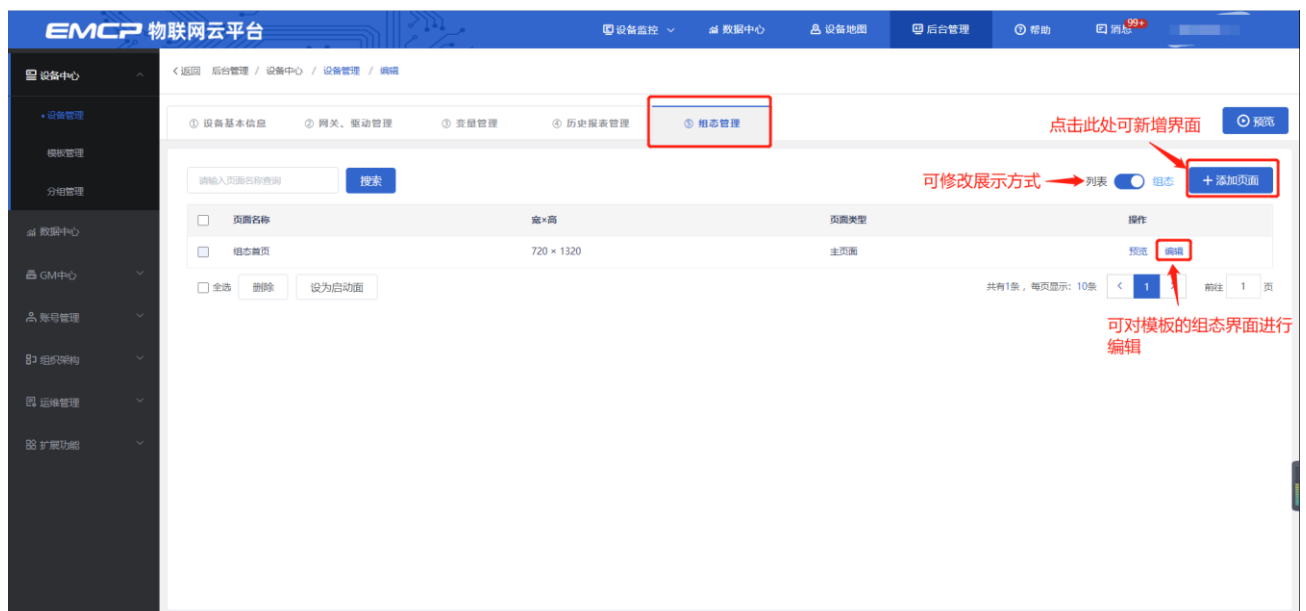 EMCP 物联网云平台
设备监控
数据中心
设备地图
后台管理
帮助
消息
99+
设备中心
返回 后台管理 / 设备中心 / 设备管理 / 编辑
• 设备管理
① 设备基本信息
② 网关、驱动管理
③ 变量管理
④ 历史报表管理
⑤ 组态管理
点击此处可新增界面
预览
模板管理
请输入页面名称查询
搜索
可修改展示方式
列表
组态
+ 添加页面
分组管理
页面名称
宽×高
页面类型
操作
数据中心
组态首页
720 × 1320
主页面
预览
编辑
GM中心
全选
删除
设为启动面
共有1条，每页显示：10条
< 1 >
前往 1 页
账号管理
可对模板的组态界面进行
编辑
组织架构
运维管理
扩展功能